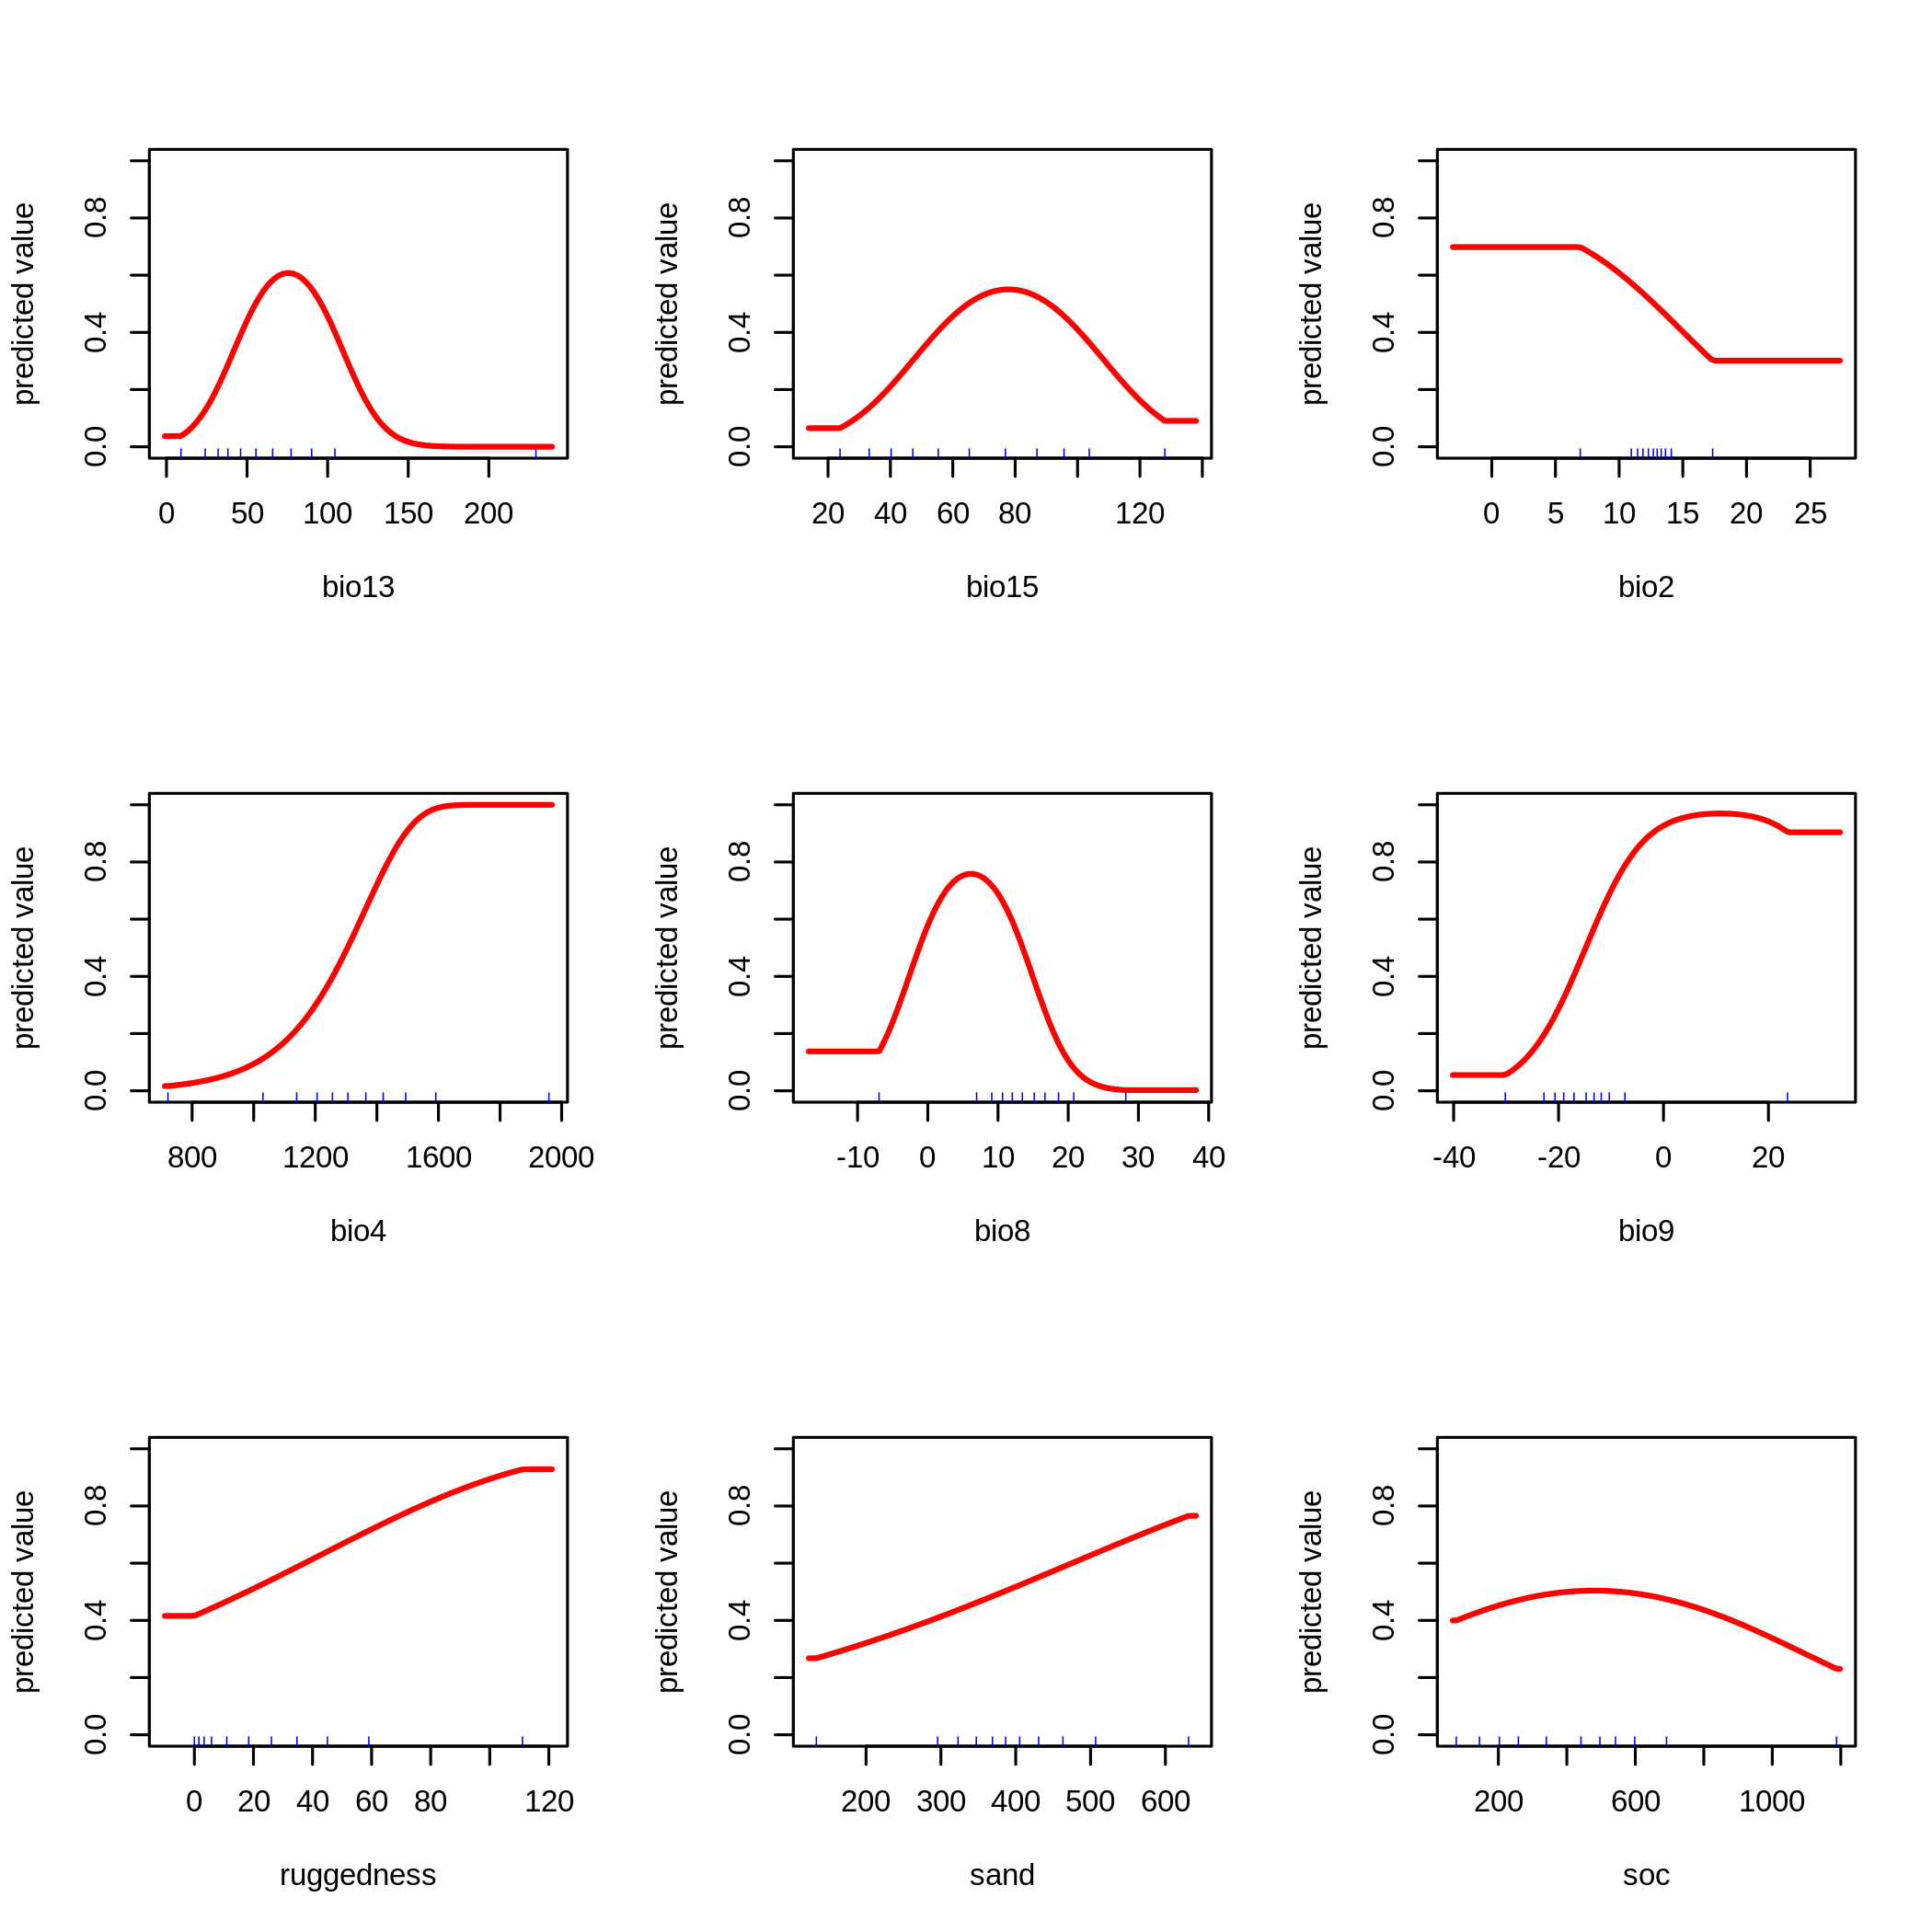 predicted value
0.0 0.4 0.8
0 50 100 150 200
bio13
predicted value
0.0 0.4 0.8
20 40 60 80 120
bio15
predicted value
0.0 0.4 0.8
0 5 10 15 20 25
bio2
predicted value
0.0 0.4 0.8
800 1200 1600 2000
bio4
predicted value
0.0 0.4 0.8
-10 0 10 20 30 40
bio8
predicted value
0.0 0.4 0.8
-40 -20 0 20
bio9
predicted value
0.0 0.4 0.8
0 20 40 60 80 120
ruggedness
predicted value
0.0 0.4 0.8
200 300 400 500 600
sand
predicted value
0.0 0.4 0.8
200 600 1000
soc